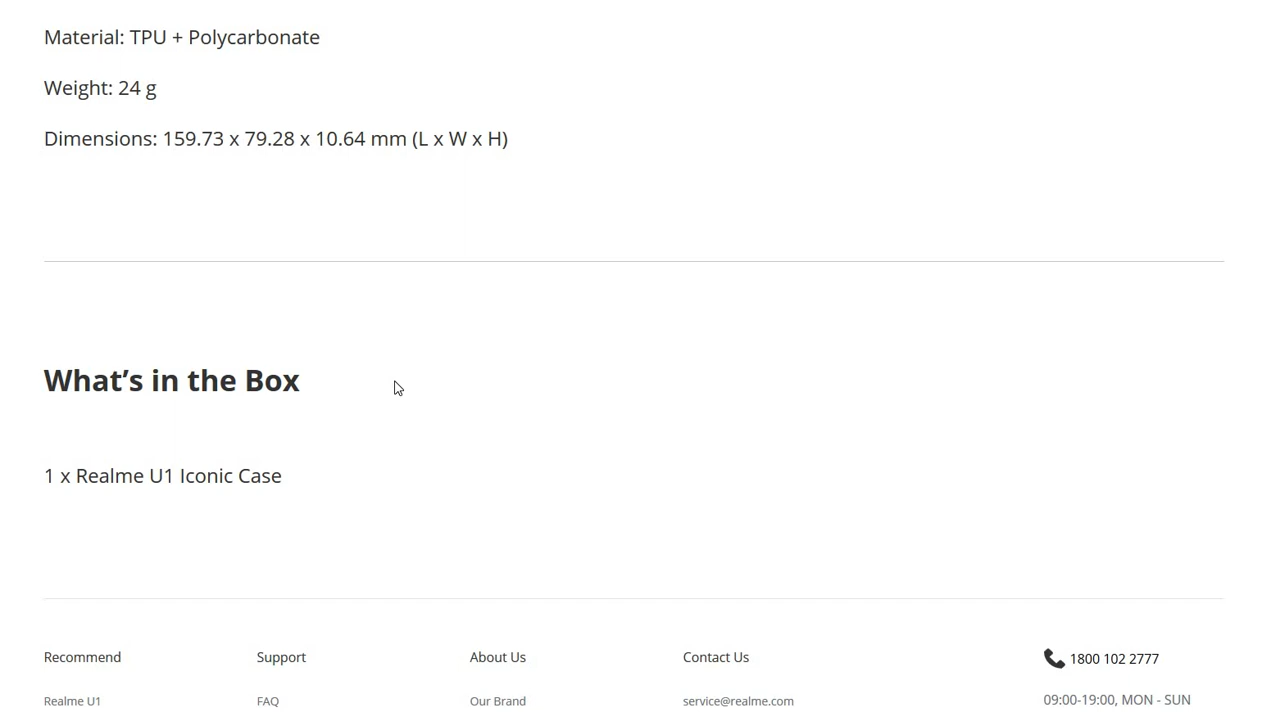 Material: TPU + Polycarbonate
Weight: 24 g
Dimensions: 159.73 x 79.28 x 10.64 mm (L x W x H)
What’s in the Box
1 x Realme U1 Iconic Case
Recommend
Support
About Us
Contact Us
1800 102 2777
Realme U1
FAQ
Our Brand
service@realme.com
09:00-19:00, MON - SUN